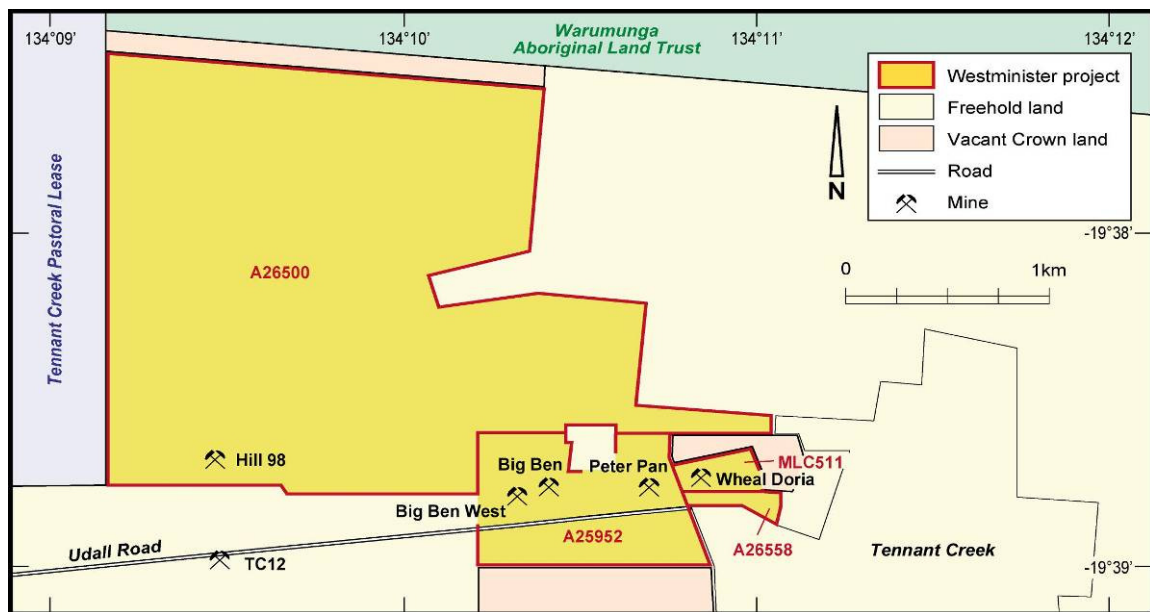 134°09'
134°10'
134°11'
134°12'
Warumunga
Aboriginal Land Trust
Westminister project
Freehold land
Vacant Crown land
Road
Mine
N
-19°38'
Tennant Creek Pastoral Lease
A26500
0
1km
Hill 98
Big Ben
Peter Pan
MLC511
Wheal Doria
Big Ben West
A25952
A26558
Udall Road
TC12
Tennant Creek
-19°39'